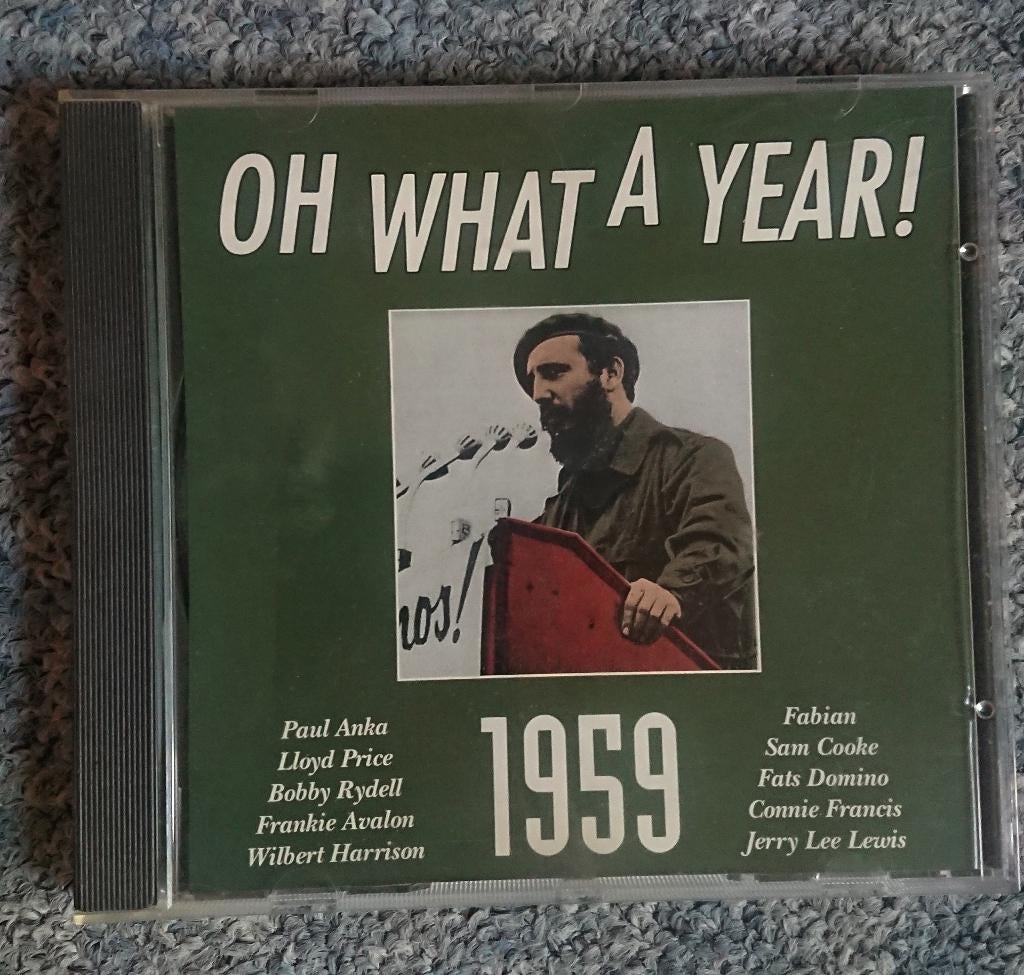 OH WHAT A YEAR!
nos!
Paul Anka
Lloyd Price
Bobby Rydell
Frankie Avalon
Wilbert Harrison
1959
Fabian
Sam Cooke
Fats Domino
Connie Francis
Jerry Lee Lewis